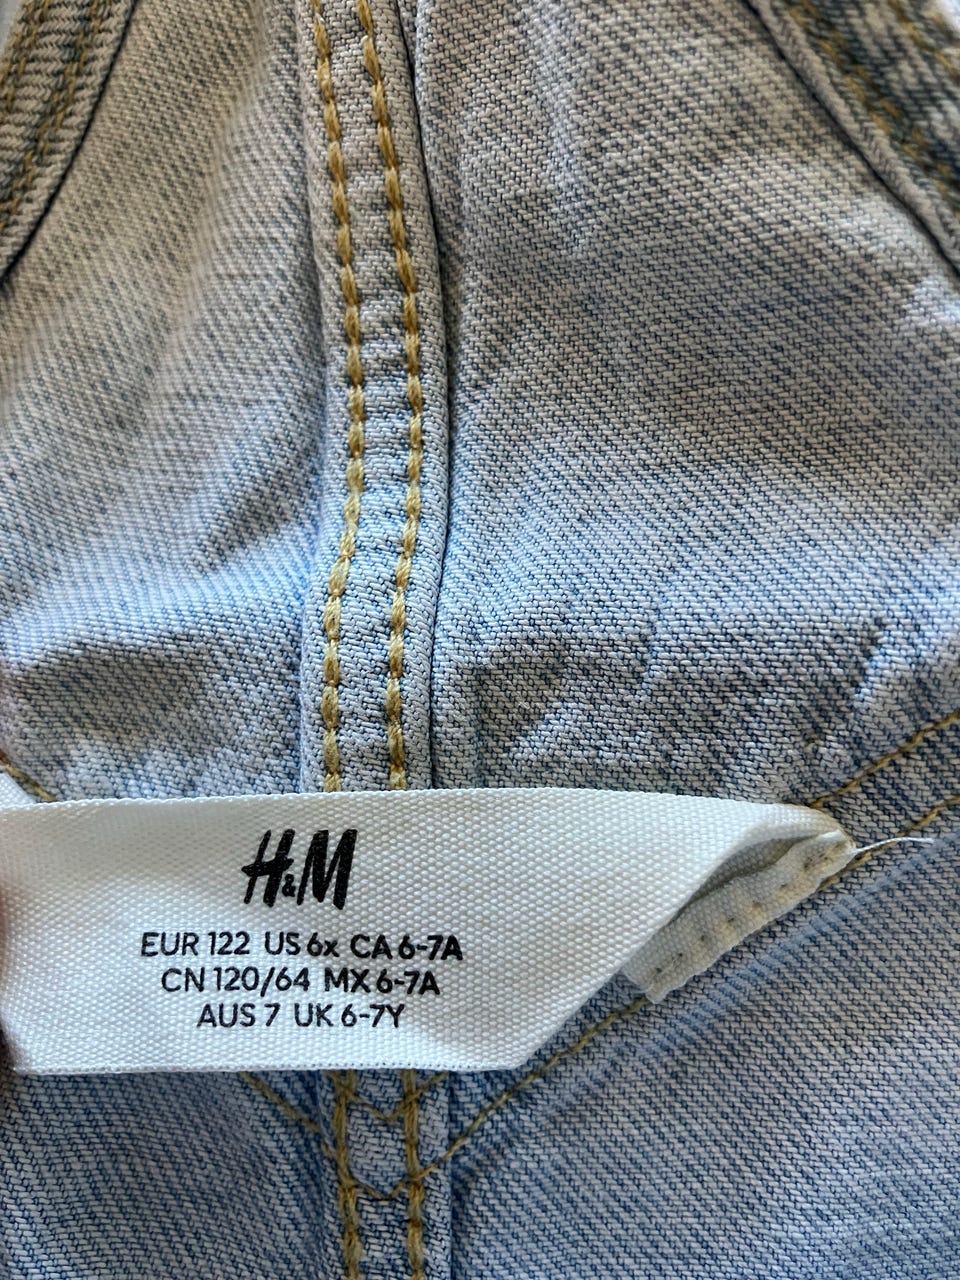 H&M
EUR 122 US 6x CA 6-7A
CN 120/64 MX 6-7A
AUS 7 UK 6-7Y